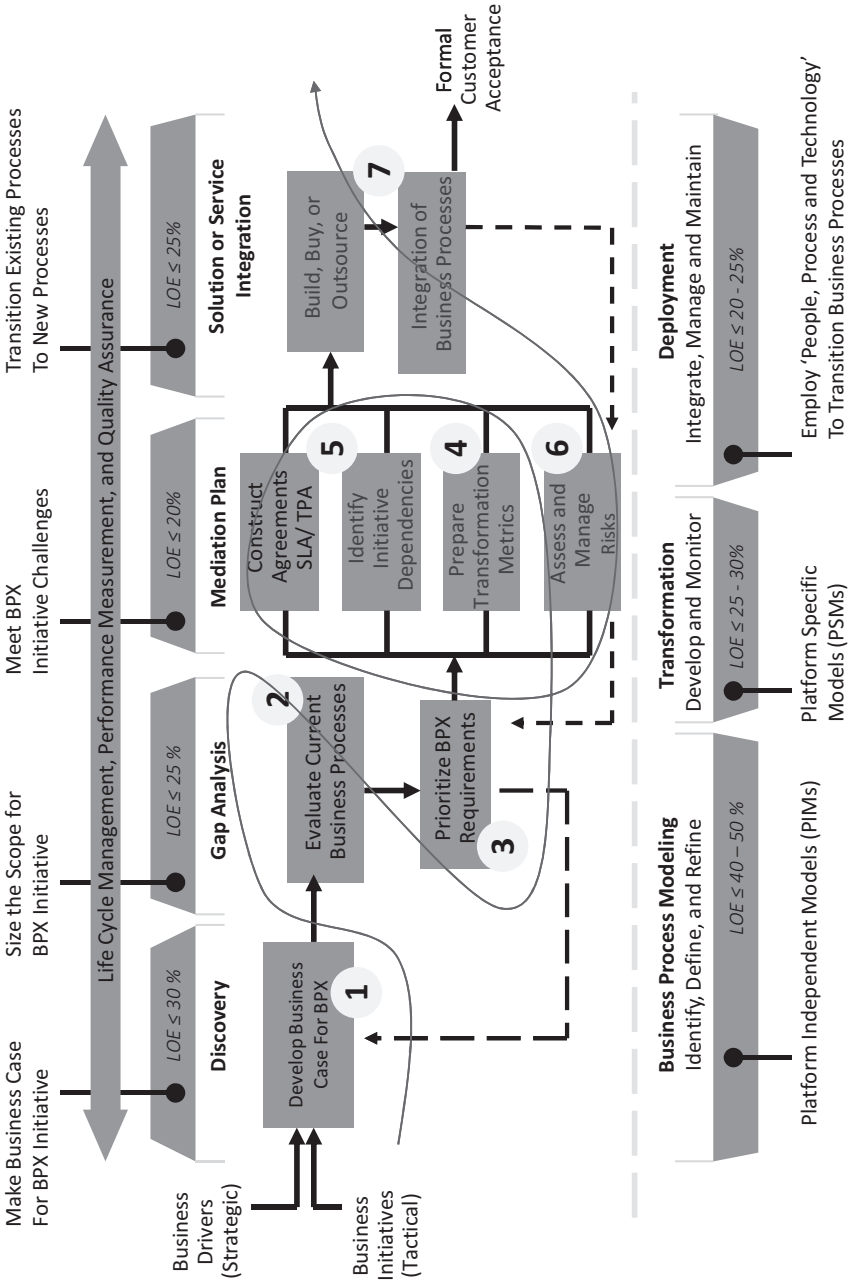 Make Business Case
For BPX Initiative
Size the Scope for
BPX Initiative
Meet BPX
Initiative Challenges
Transition Existing Processes
To New Processes
Life Cycle Management, Performance Measurement, and Quality Assurance
LOE ≤ 30 %
LOE ≤ 25 %
LOE ≤ 20%
LOE ≤ 25%
Discovery
Gap Analysis
Mediation Plan
Solution or Service
Integration
Business
Drivers
(Strategic)
Business
Initiatives
(Tactical)
Develop Business
Case For BPX
1
2
Evaluate Current
Business Processes
Prioritize BPX
Requirements
3
Construct
Agreements
SLA/ TPA
5
Identify
Initiative
Dependencies
4
Prepare
Transformation
Metrics
6
Assess and
Manage
Risks
Build, Buy, or
Outsource
7
Integration of
Business Processes
Formal
Customer
Acceptance
Business Process Modeling
Identify, Define, and Refine
LOE ≤ 40 – 50 %
Platform Independent Models (PIMs)
Transformation
Develop and Monitor
LOE ≤ 25 - 30%
Platform Specific
Models (PSMs)
Deployment
Integrate, Manage and Maintain
LOE ≤ 20 - 25%
Employ ‘People, Process and Technology’
To Transition Business Processes